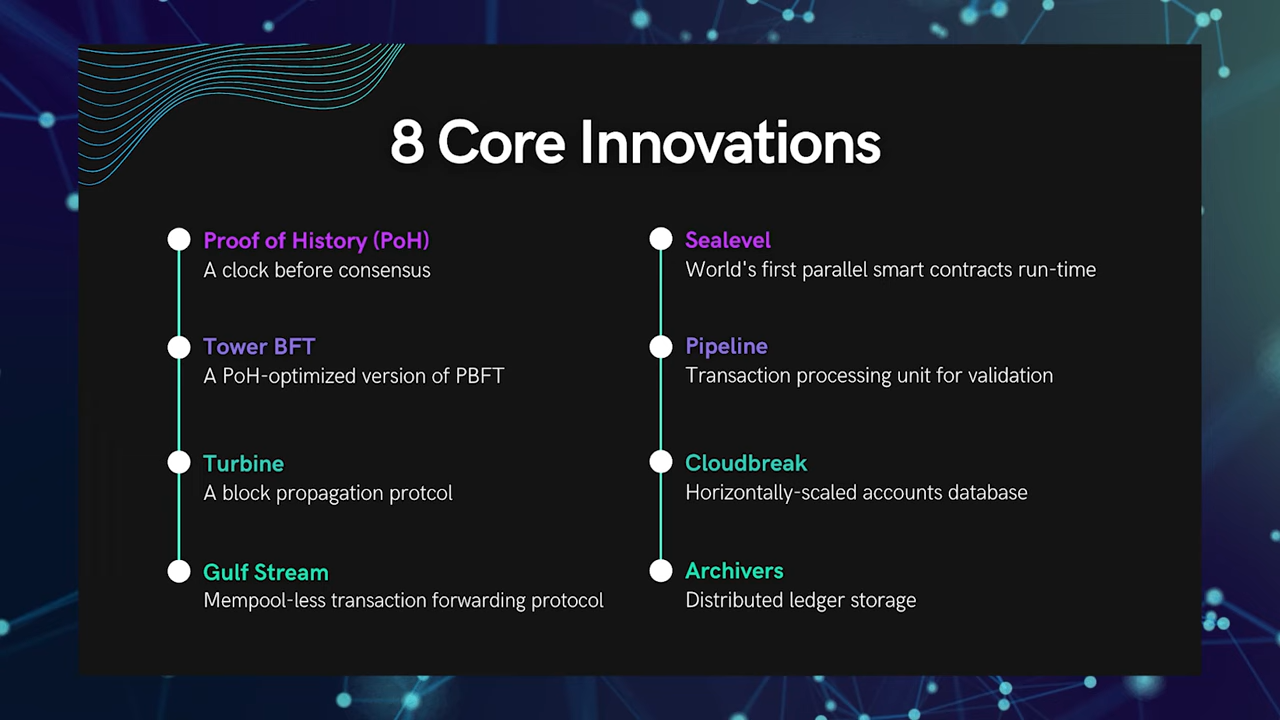 8 Core Innovations
Proof of History (PoH)
A clock before consensus
Tower BFT
A PoH-optimized version of PBFT
Turbine
A block propagation protcol
Gulf Stream
Mempool-less transaction forwarding protocol
Sealevel
World's first parallel smart contracts run-time
Pipeline
Transaction processing unit for validation
Cloudbreak
Horizontally-scaled accounts database
Archivers
Distributed ledger storage